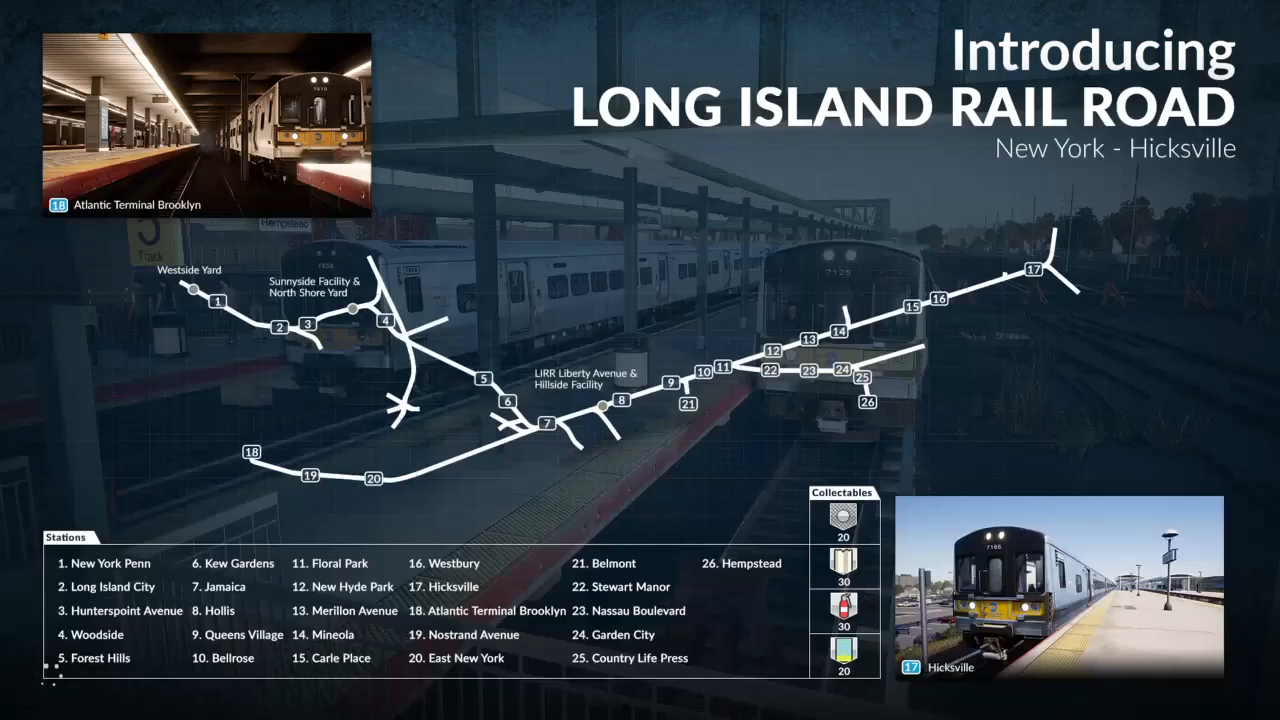 Introducing
LONG ISLAND RAIL ROAD
New York - Hicksville
7610
18 Atlantic Terminal Brooklyn
Hempstead
3
Track
7125
Westside Yard
Sunnyside Facility &
North Shore Yard
LIRR Liberty Avenue &
Hillside Facility
1
2
3
4
5
6
7
8
9
10
11
12
13
14
15
16
17
18
19
20
21
22
23
24
25
26
Stations
1. New York Penn
2. Long Island City
3. Hunterspoint Avenue
4. Woodside
5. Forest Hills
6. Kew Gardens
7. Jamaica
8. Hollis
9. Queens Village
10. Bellrose
11. Floral Park
12. New Hyde Park
13. Merillon Avenue
14. Mineola
15. Carle Place
16. Westbury
17. Hicksville
18. Atlantic Terminal Brooklyn
19. Nostrand Avenue
20. East New York
21. Belmont
22. Stewart Manor
23. Nassau Boulevard
24. Garden City
25. Country Life Press
26. Hempstead
Collectables
20
30
30
20
7166
17 Hicksville